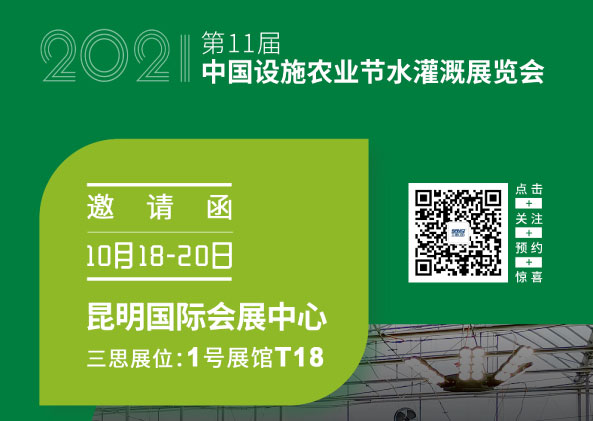 2021
第11届
中国设施农业节水灌溉展览会
邀请函
10月18-20日
昆明国际会展中心
三思展位:1号展馆T18
点击
+
关注
+
预约
+
惊喜